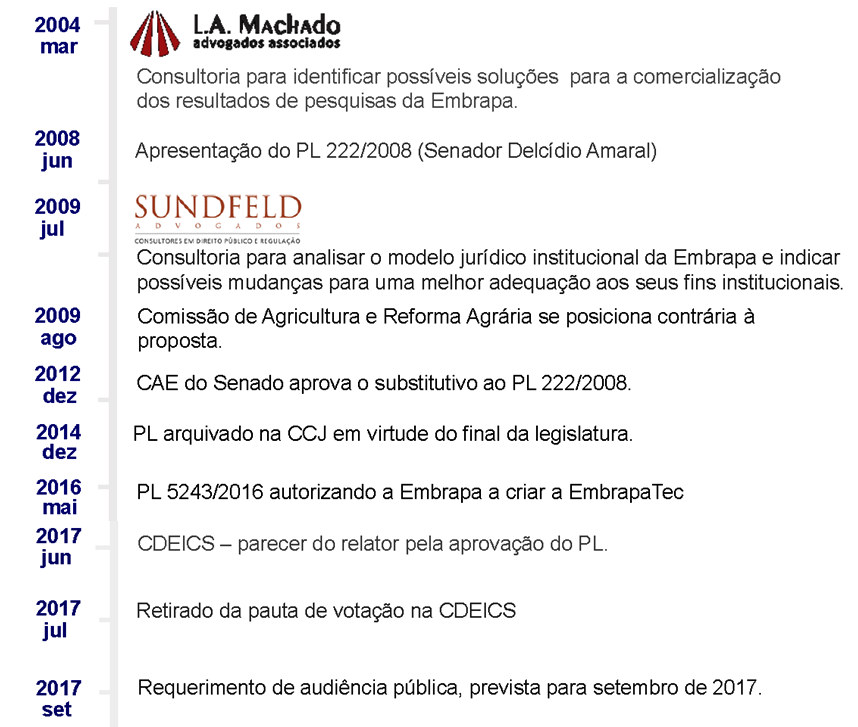 2004
mar
L.A. MACHADO
advogados associados
Consultoria para identificar possíveis soluções para a comercialização
dos resultados de pesquisas da Embrapa.
2008
jun
Apresentação do PL 222/2008 (Senador Delcídio Amaral)
2009
jul
SUNDFELD
ADVOGADOS
CONSULTORES EM DIREITO PÚBLICO E REGULAÇÃO
Consultoria para analisar o modelo jurídico institucional da Embrapa e indicar
possíveis mudanças para uma melhor adequação aos seus fins institucionais.
2009
ago
Comissão de Agricultura e Reforma Agrária se posiciona contrária à
proposta.
2012
dez
CAE do Senado aprova o substitutivo ao PL 222/2008.
2014
dez
PL arquivado na CCJ em virtude do final da legislatura.
2016
mai
PL 5243/2016 autorizando a Embrapa a criar a EmbrapaTec
2017
jun
CDEICS – parecer do relator pela aprovação do PL.
2017
jul
Retirado da pauta de votação na CDEICS
2017
set
Requerimento de audiência pública, prevista para setembro de 2017.